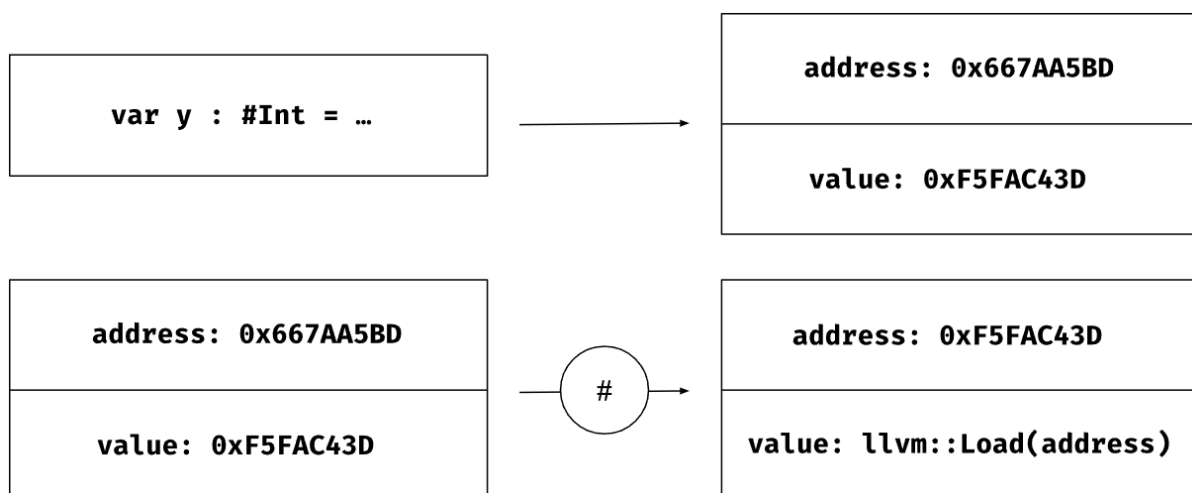 var y : #Int = …
address: 0x667AA5BD
value: 0xF5FAC43D
address: 0x667AA5BD
value: 0xF5FAC43D
#
address: 0xF5FAC43D
value: llvm::Load(address)